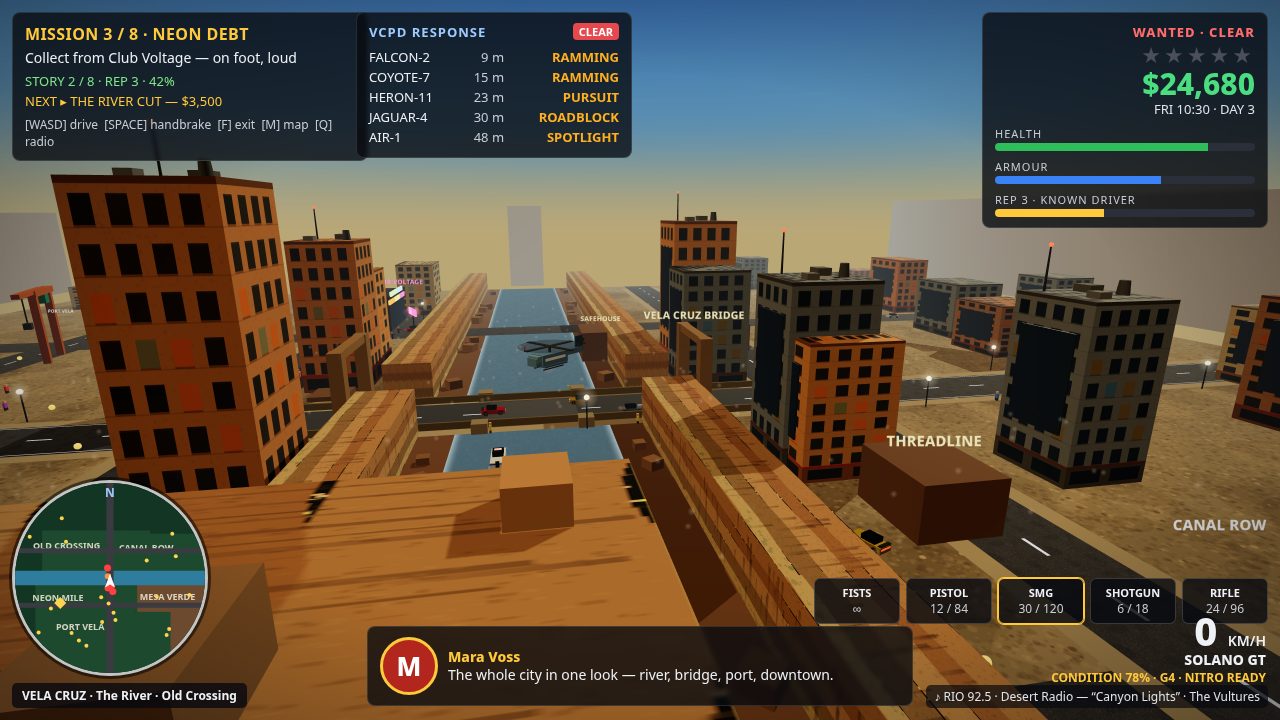 MISSION 3 / 8 · NEON DEBT
Collect from Club Voltage — on foot, loud
STORY 2 / 8 · REP 3 · 42%
NEXT ▸ THE RIVER CUT — $3,500
[WASD] drive [SPACE] handbrake [F] exit [M] map [Q]
radio
VCPD RESPONSE CLEAR
FALCON-2 9 m RAMMING
COYOTE-7 15 m RAMMING
HERON-11 23 m PURSUIT
JAGUAR-4 30 m ROADBLOCK
AIR-1 48 m SPOTLIGHT
WANTED · CLEAR
★★★★★
$24,680
FRI 10:30 · DAY 3
HEALTH
ARMOUR
REP 3 · KNOWN DRIVER
VOLTAGE
PORT VELA
SAFEHOUSE
VELA CRUZ BRIDGE
THREADLINE
CANAL ROW
N
OLD CROSSING
CANAL ROW
NEON MILE
MESA VERDE
PORT VELA
VELA CRUZ · The River · Old Crossing
M
Mara Voss
The whole city in one look — river, bridge, port, downtown.
FISTS
∞
PISTOL
12 / 84
SMG
30 / 120
SHOTGUN
6 / 18
RIFLE
24 / 96
0 KM/H
SOLANO GT
CONDITION 78% · G4 · NITRO READY
♪ RIO 92.5 · Desert Radio — “Canyon Lights” · The Vultures